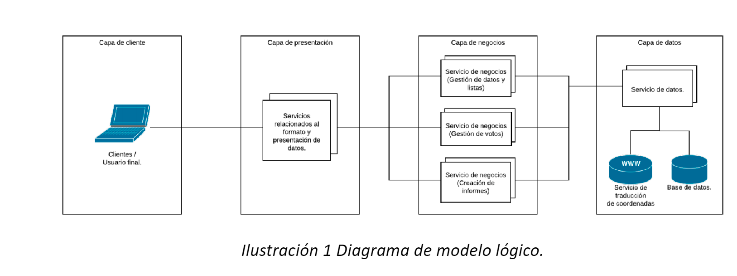 Capa de cliente
Clientes /
Usuario final.
Capa de presentación
Servicios
relacionados al
formato y
presentación de
datos.
Capa de negocios
Servicio de negocios
(Gestión de datos y
listas)
Servicio de negocios
(Gestión de votos)
Servicio de negocios
(Creación de
informes)
Capa de datos
Servicio de datos.
WWW
Servicio de
traducción
de coordenadas
Base de datos.
Ilustración 1 Diagrama de modelo lógico.